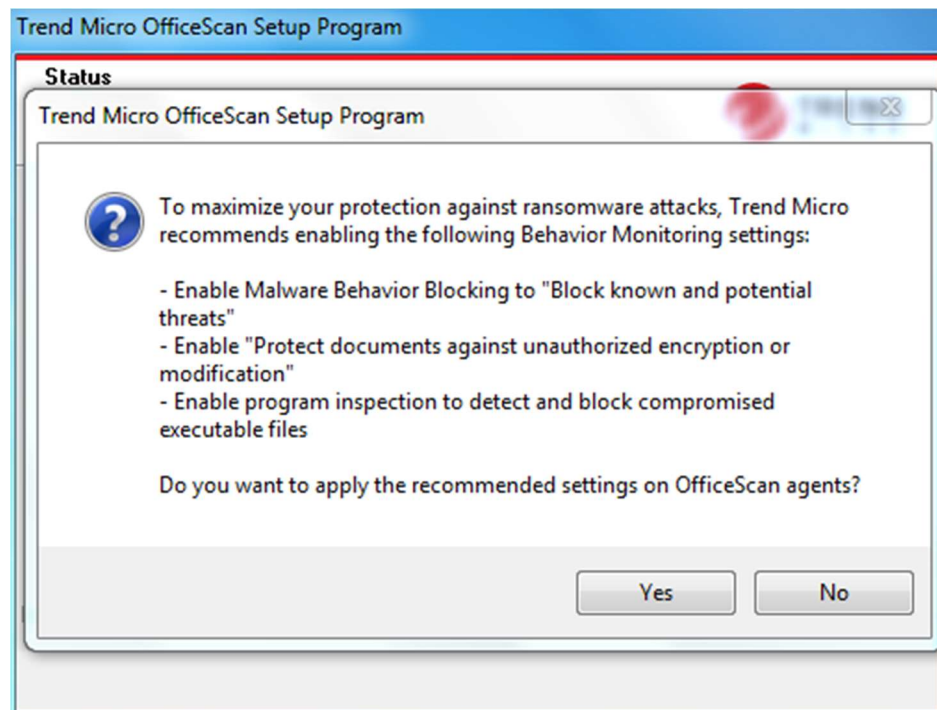 Trend Micro OfficeScan Setup Program
Status
Trend Micro OfficeScan Setup Program
To maximize your protection against ransomware attacks, Trend Micro
recommends enabling the following Behavior Monitoring settings:
- Enable Malware Behavior Blocking to "Block known and potential
threats"
- Enable "Protect documents against unauthorized encryption or
modification"
- Enable program inspection to detect and block compromised
executable files
Do you want to apply the recommended settings on OfficeScan agents?
Yes
No